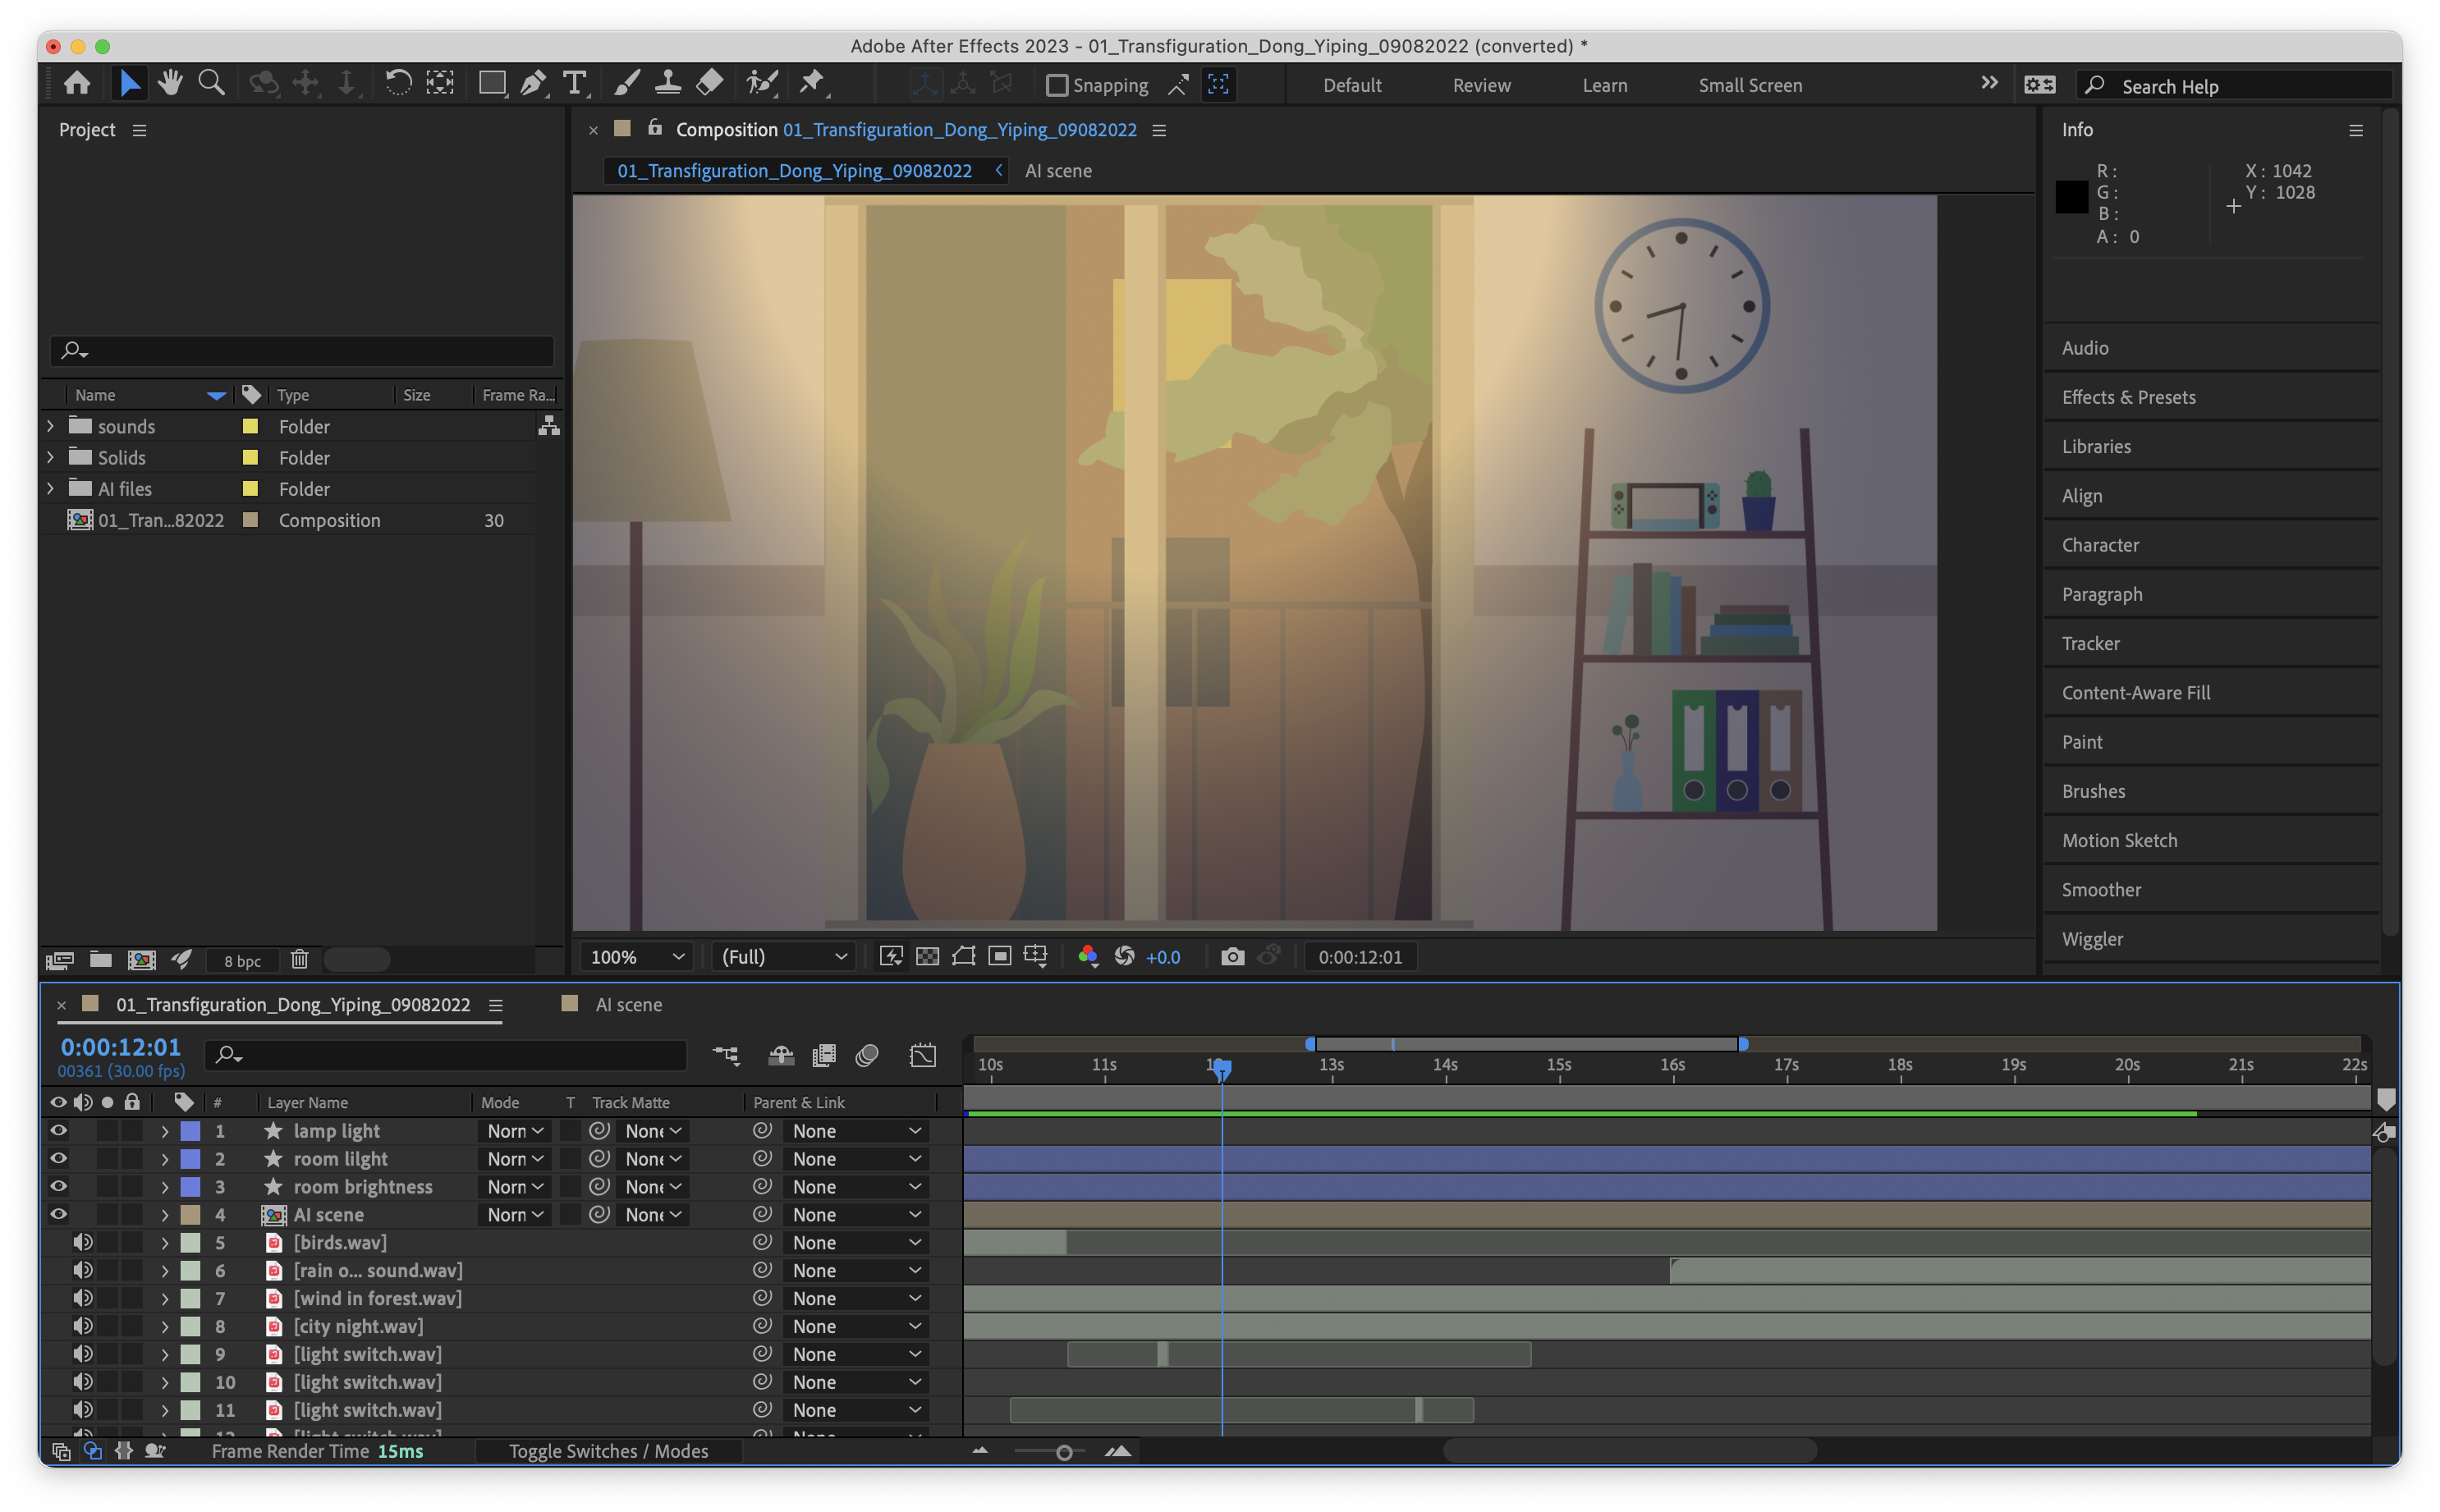 Adobe After Effects 2023 - 01_Transfiguration_Dong_Yiping_09082022 (converted) *
Snapping
Default
Review
Learn
Small Screen
Search Help
Project
Composition 01_Transfiguration_Dong_Yiping_09082022
01_Transfiguration_Dong_Yiping_09082022
AI scene
Info
R :
G :
B :
A : 0
X : 1042
Y : 1028
Name
Type
Size
Frame Ra...
sounds Folder
Solids Folder
AI files Folder
01_Tran...82022 Composition 30
Audio
Effects & Presets
Libraries
Align
Character
Paragraph
Tracker
Content-Aware Fill
Paint
Brushes
Motion Sketch
Smoother
Wiggler
8 bpc
100%
(Full)
+0.0
0:00:12:01
01_Transfiguration_Dong_Yiping_09082022
AI scene
0:00:12:01
00361 (30.00 fps)
10s 11s 13s 14s 15s 16s 17s 18s 19s 20s 21s 22s
# Layer Name Mode T Track Matte Parent & Link
1 lamp light Norn None None
2 room lilght Norn None None
3 room brightness Norn None None
4 AI scene Norn None None
5 [birds.wav] None
6 [rain o... sound.wav] None
7 [wind in forest.wav] None
8 [city night.wav] None
9 [light switch.wav] None
10 [light switch.wav] None
11 [light switch.wav] None
Frame Render Time 15ms
Toggle Switches / Modes